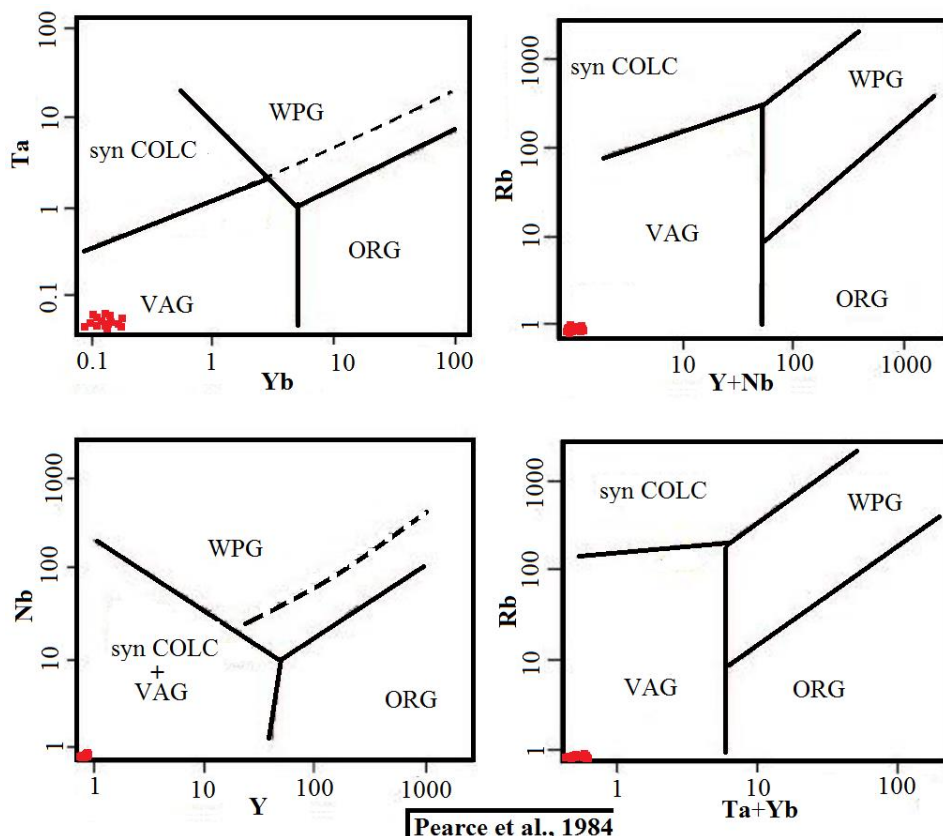 100
10
1
0.1
Ta
WPG
syn COLC
ORG
VAG
0.1
1
10
100
Yb
1000
100
10
1
Rb
syn COLC
WPG
VAG
ORG
10
100
1000
Y+Nb
1000
100
10
1
Nb
WPG
syn COLC
+
VAG
ORG
1
10
100
1000
Y
1000
100
10
1
Rb
syn COLC
WPG
VAG
ORG
1
10
100
Ta+Yb
Pearce et al., 1984